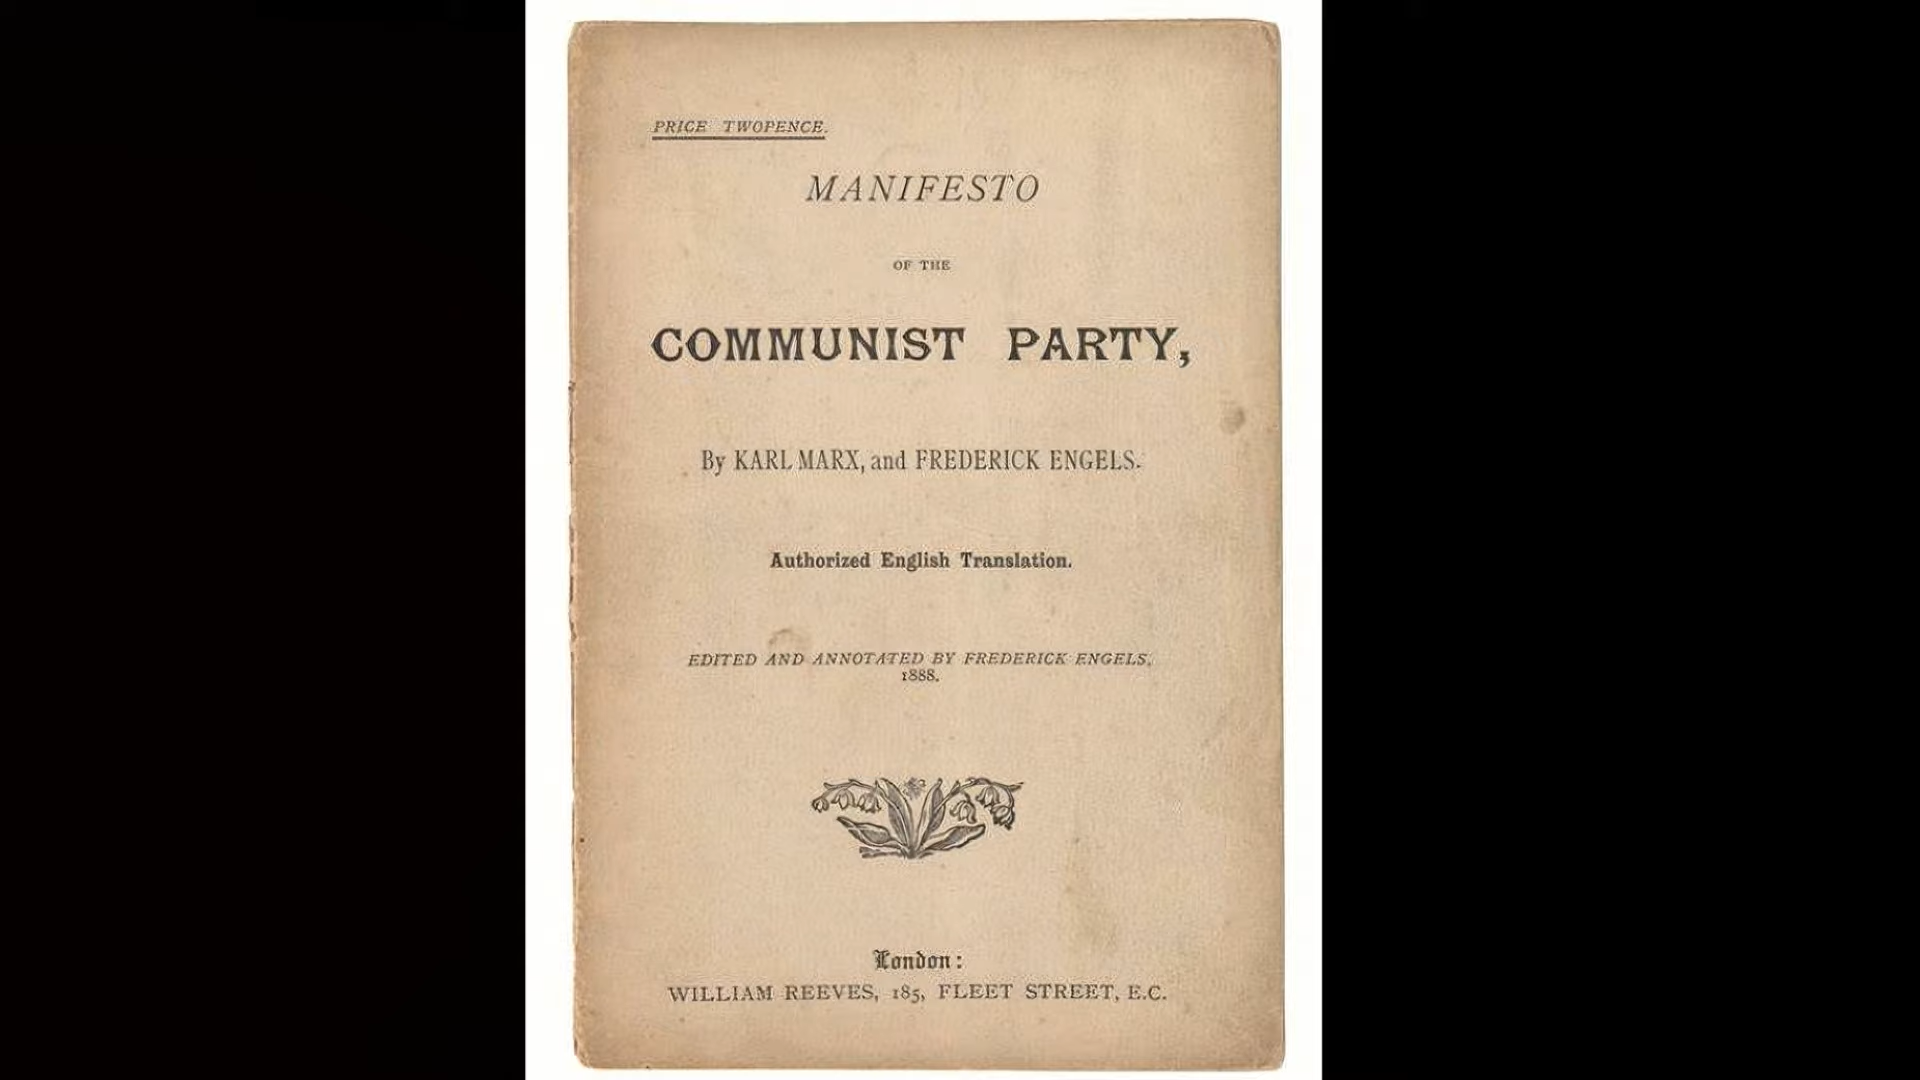 PRICE TWOPENCE.
MANIFESTO
OF THE
COMMUNIST PARTY,
By KARL MARX, and FREDERICK ENGELS.
Authorized English Translation.
EDITED AND ANNOTATED BY FREDERICK ENGELS,
1888.
London:
WILLIAM REEVES, 185, FLEET STREET, E.C.